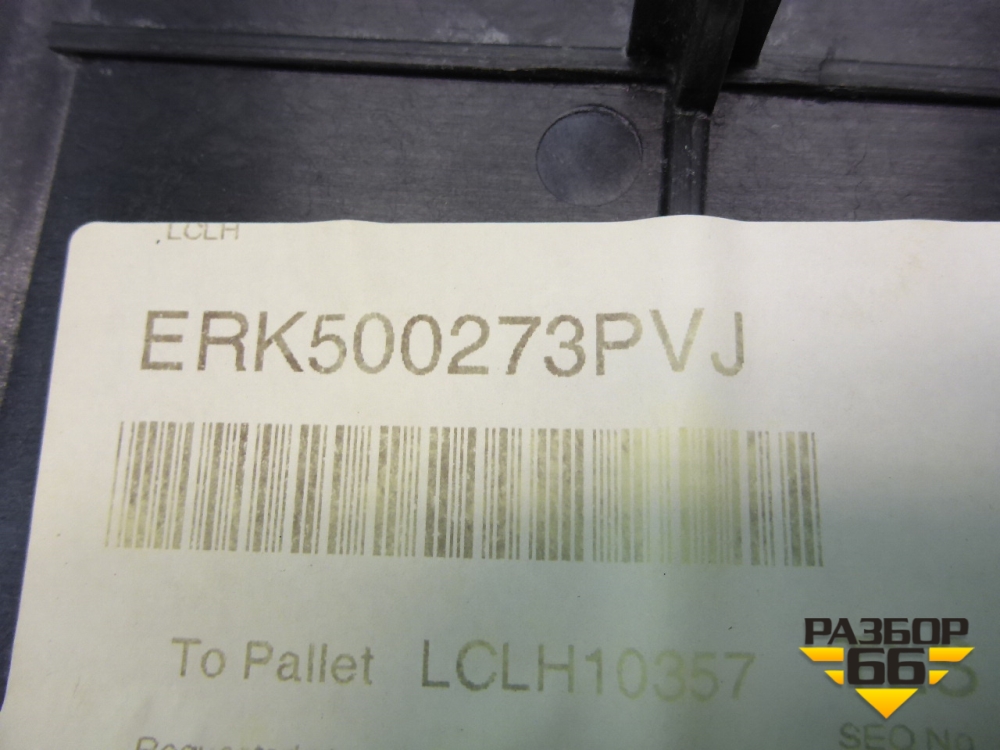 LCLH
ERK500273PVJ
To Pallet LCLH10357
РАЗБОР
66
SEQ No